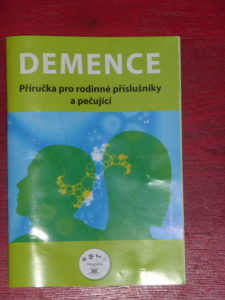 DEMENCE
Příručka pro rodinné příslušníky
a pečující